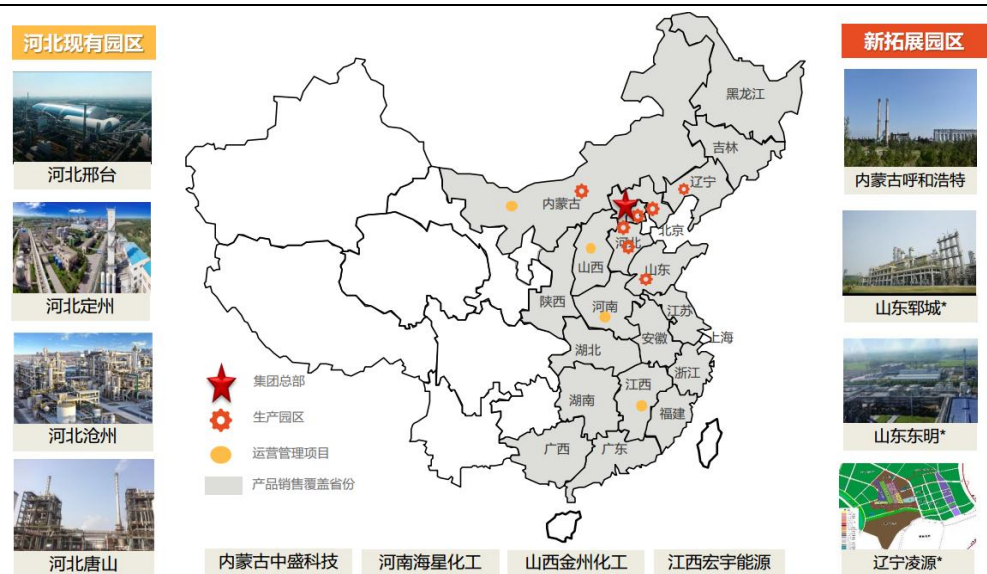 河北现有园区
河北邢台
河北定州
河北沧州
河北唐山
黑龙江
吉林
辽宁
内蒙古
北京
河北
山西
山东
陕西
河南
江苏
安徽
上海
湖北
浙江
江西
湖南
福建
广西
广东
集团总部
生产园区
运营管理项目
产品销售覆盖省份
内蒙古中盛科技
河南海星化工
山西金州化工
江西宏宇能源
新拓展园区
内蒙古呼和浩特
山东郓城*
山东东明*
辽宁凌源*